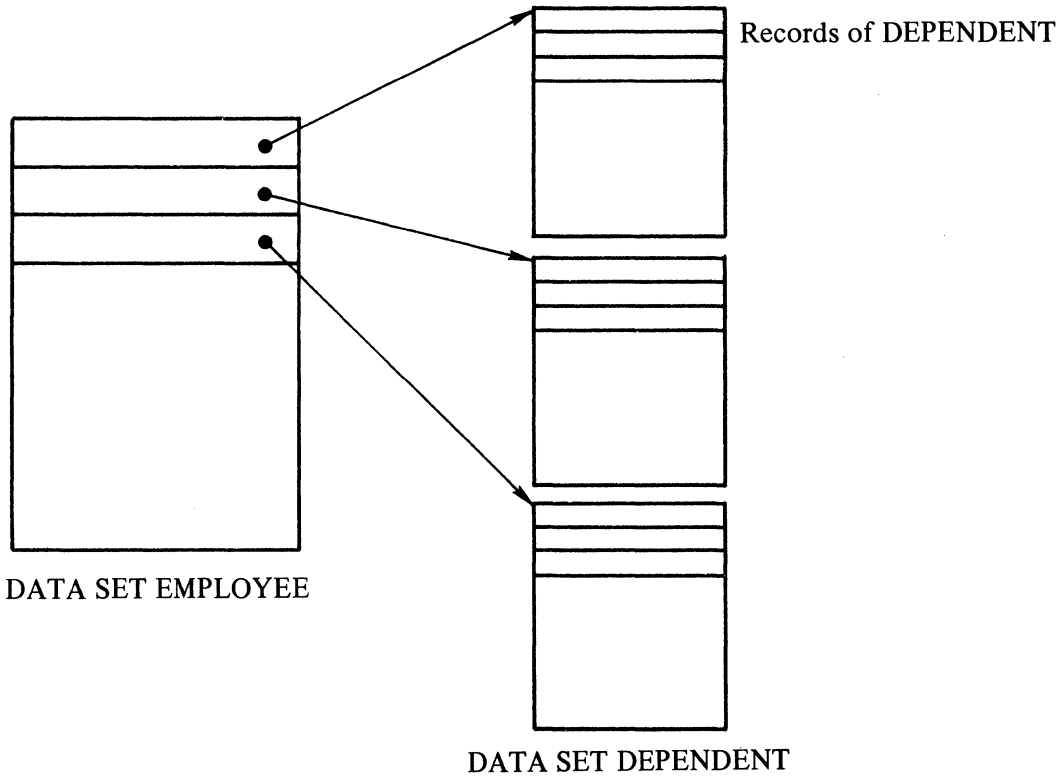 Records of DEPENDENT
DATA SET EMPLOYEE
DATA SET DEPENDENT